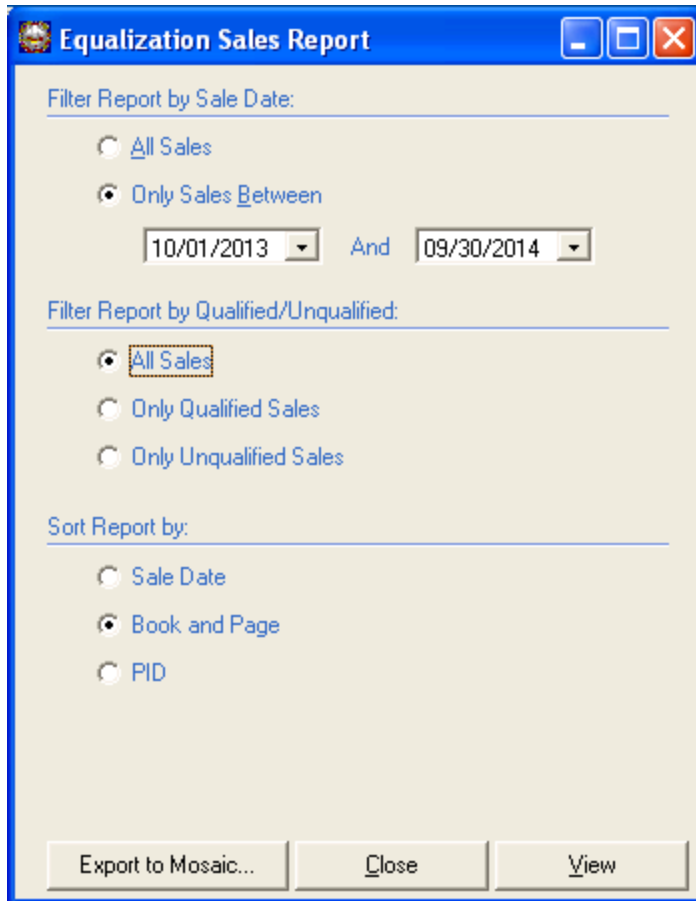 Equalization Sales Report
Filter Report by Sale Date:
All Sales
Only Sales Between
10/01/2013 And 09/30/2014
Filter Report by Qualified/Unqualified:
All Sales
Only Qualified Sales
Only Unqualified Sales
Sort Report by:
Sale Date
Book and Page
PID
Export to Mosaic... Close View